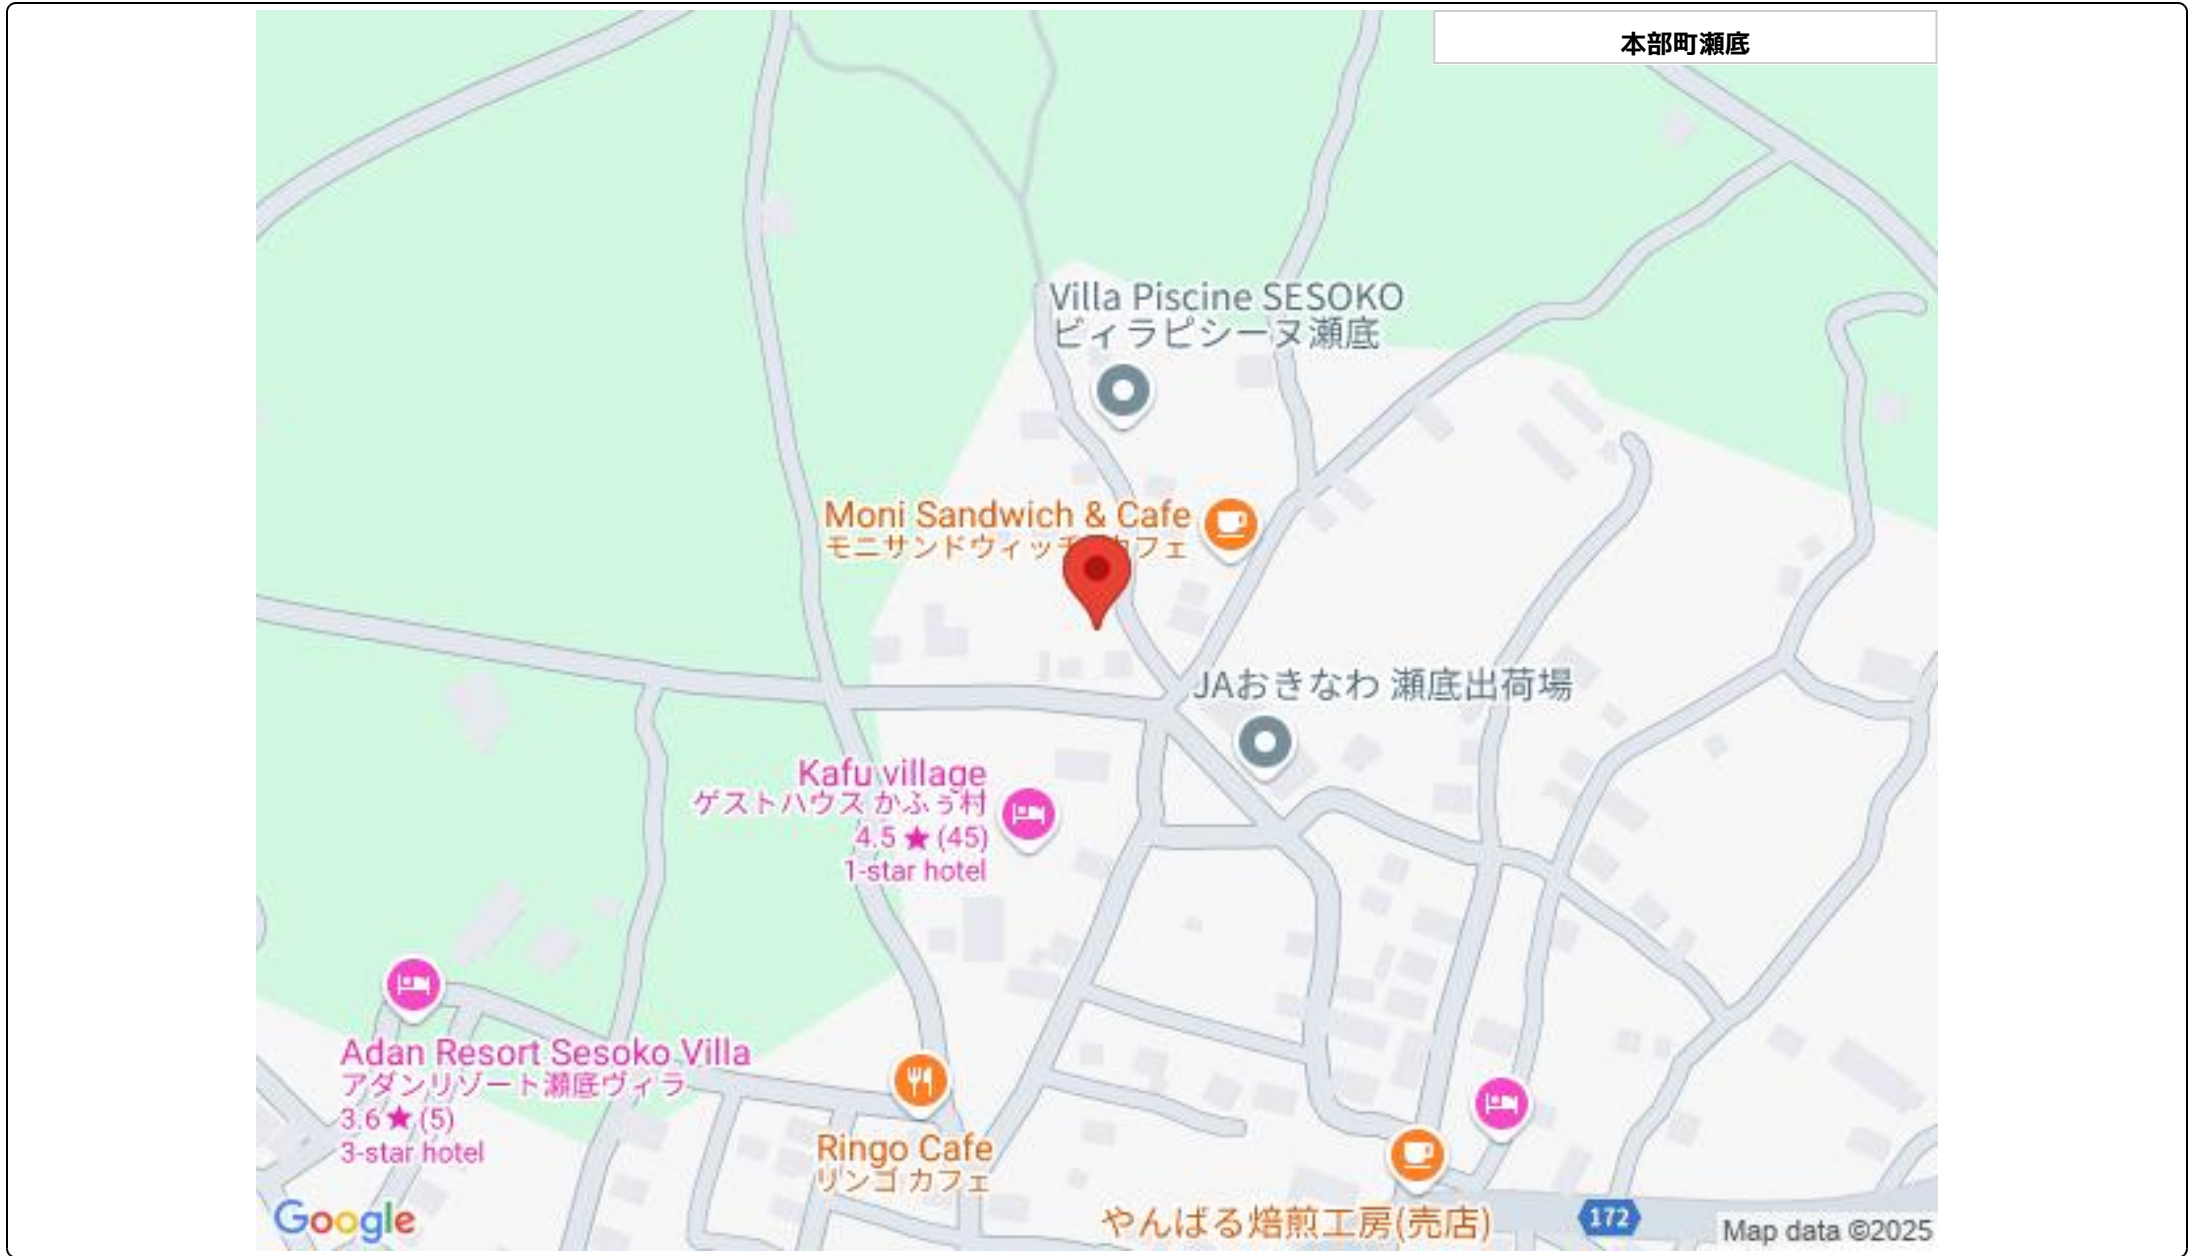 本部町瀬底
Villa Piscine SESOKO
ビィラピシーヌ瀬底
Moni Sandwich & Cafe
モニサンドウィッチ カフェ
JAおきなわ 瀬底出荷場
Kafu village
ゲストハウス かふぅ村
4.5 ★ (45)
1-star hotel
Adan Resort Sesoko Villa
アダンリゾート瀬底ヴィラ
3.6 ★ (5)
3-star hotel
Ringo Cafe
リンゴ カフェ
やんばる焙煎工房(売店)
172
Google
Map data ©2025